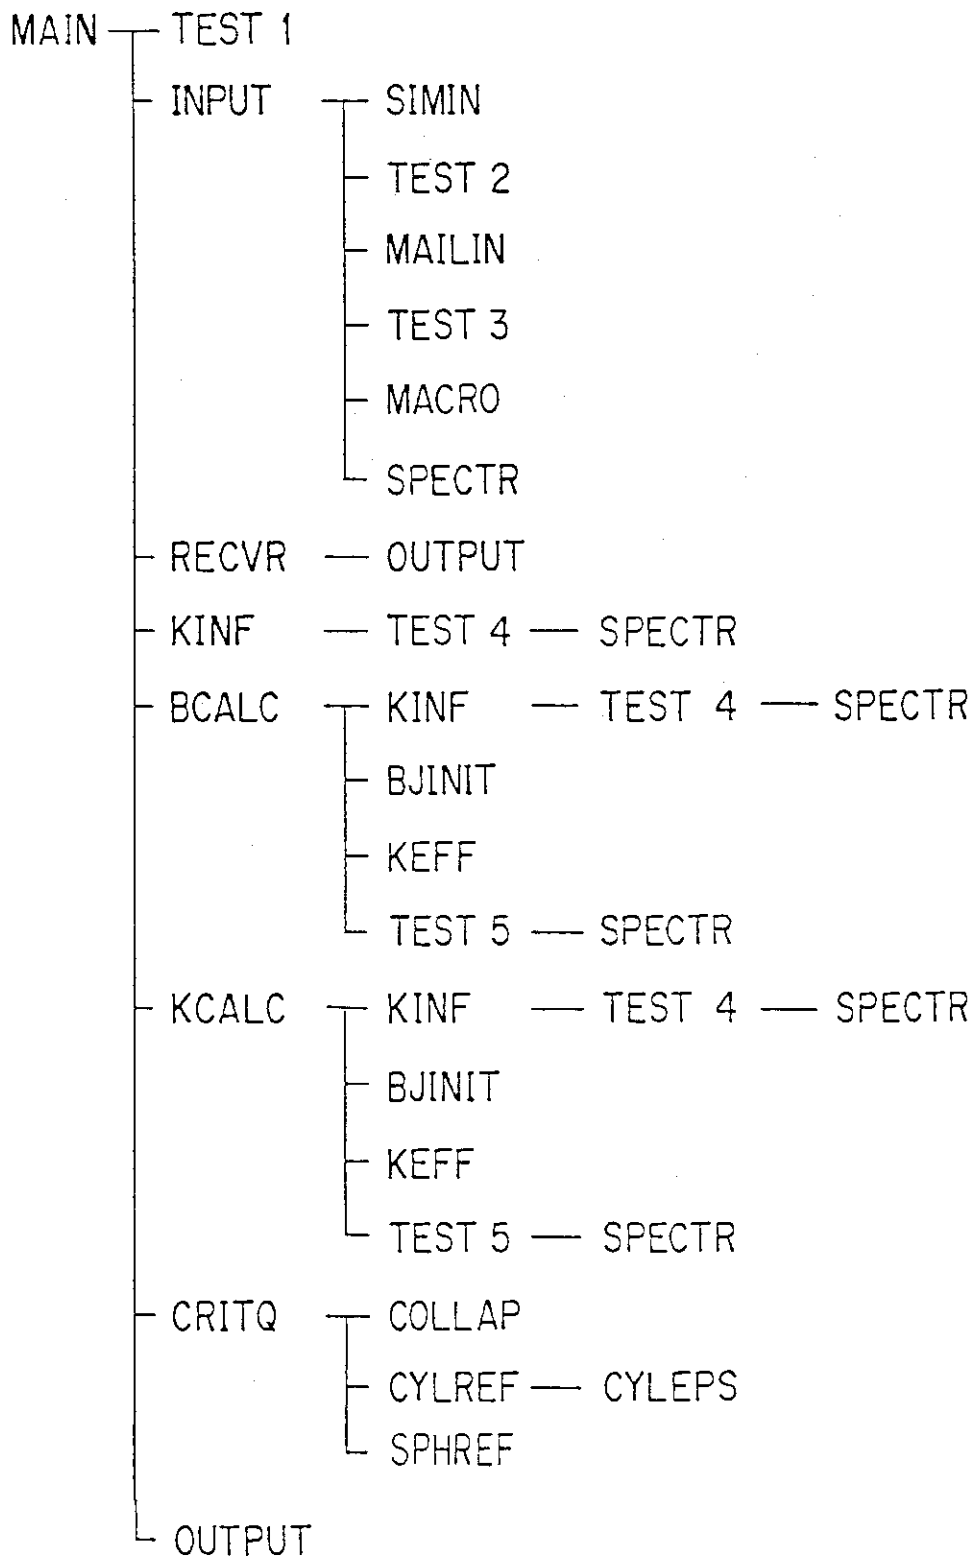 MAIN TEST 1
INPUT SIMIN
TEST 2
MAILIN
TEST 3
MACRO
SPECTR
RECVR OUTPUT
KINF TEST 4 SPECTR
BCALC KINF TEST 4 SPECTR
BJINIT
KEFF
TEST 5 SPECTR
KCALC KINF TEST 4 SPECTR
BJINIT
KEFF
TEST 5 SPECTR
CRITQ COLLAP
CYLREF CYLEPS
SPHREF
OUTPUT